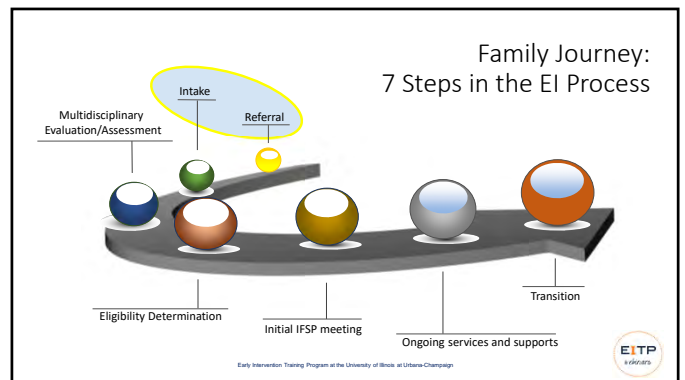 Family Journey:
7 Steps in the EI Process
Intake
Referral
Multidisciplinary
Evaluation/Assessment
Eligibility Determination
Initial IFSP meeting
Ongoing services and supports
Transition
Early Intervention Training Program at the University of Illinois at Urbana-Champaign
EITP
webinars